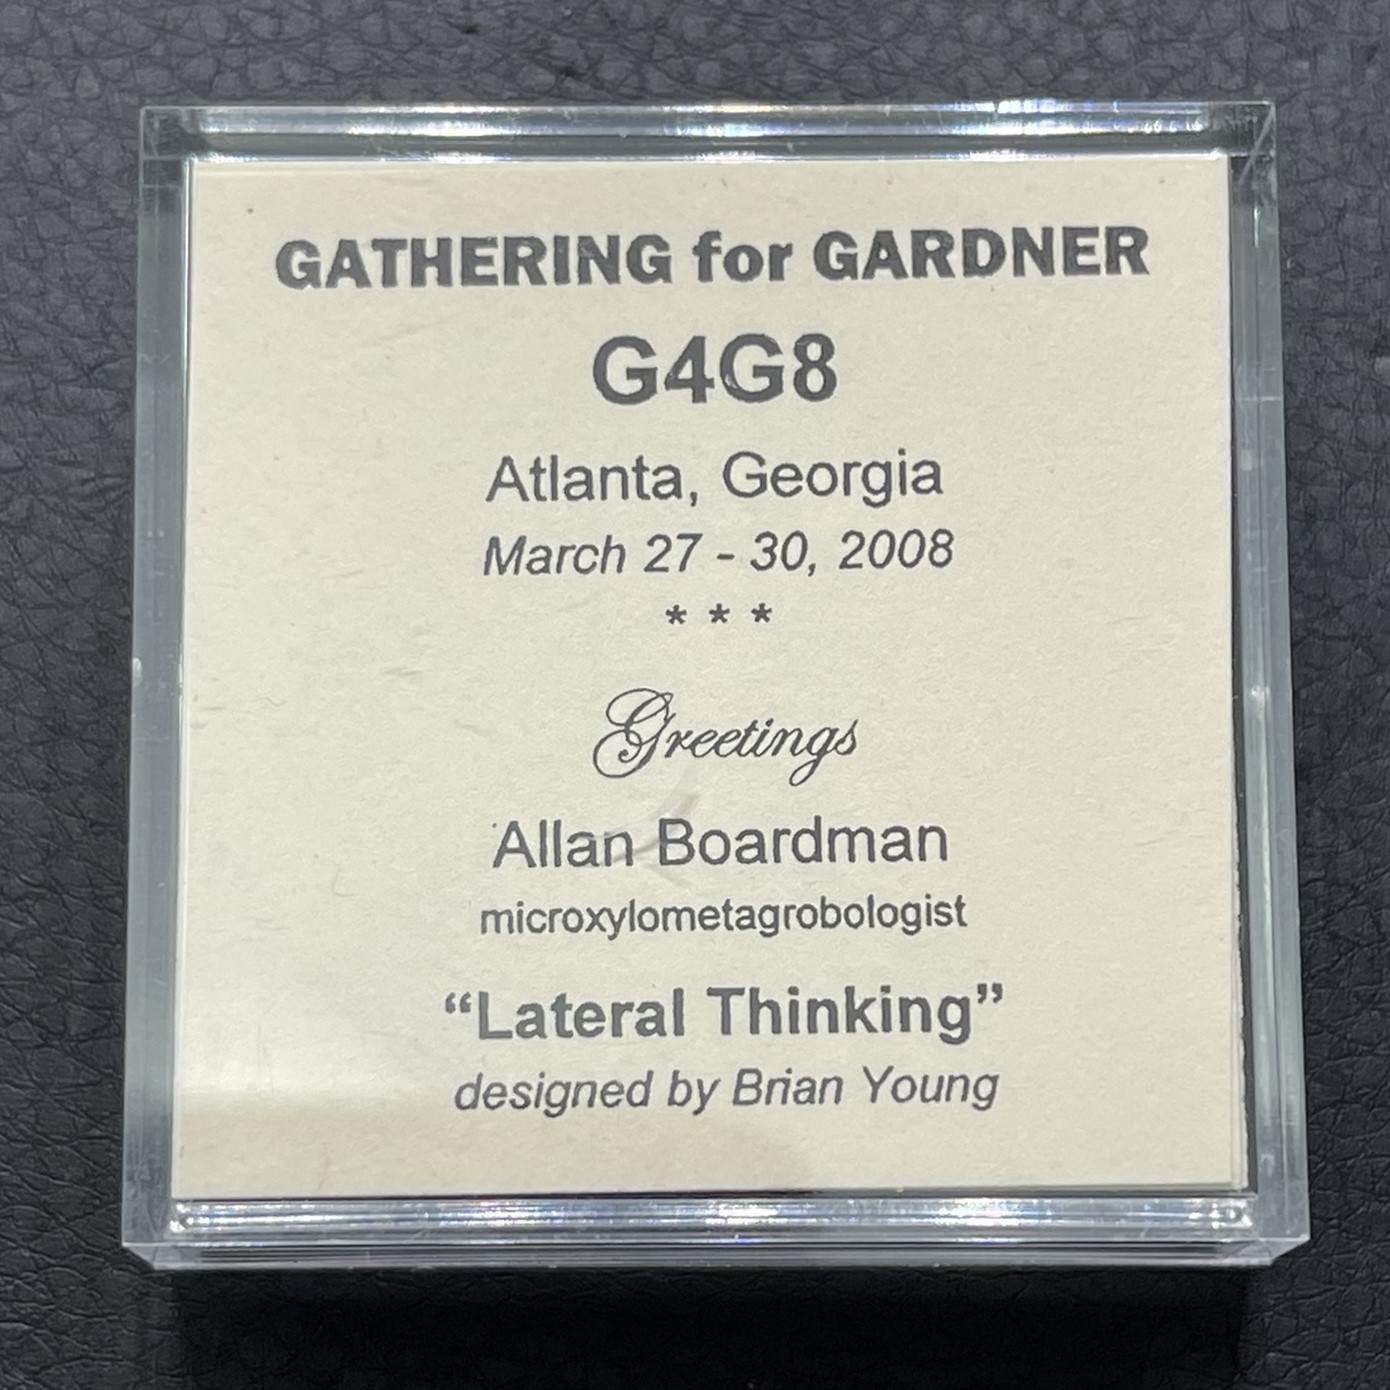 GATHERING for GARDNER
G4G8
Atlanta, Georgia
March 27 - 30, 2008
* * *
Greetings
Allan Boardman
microxylometagrobologist
“Lateral Thinking”
designed by Brian Young